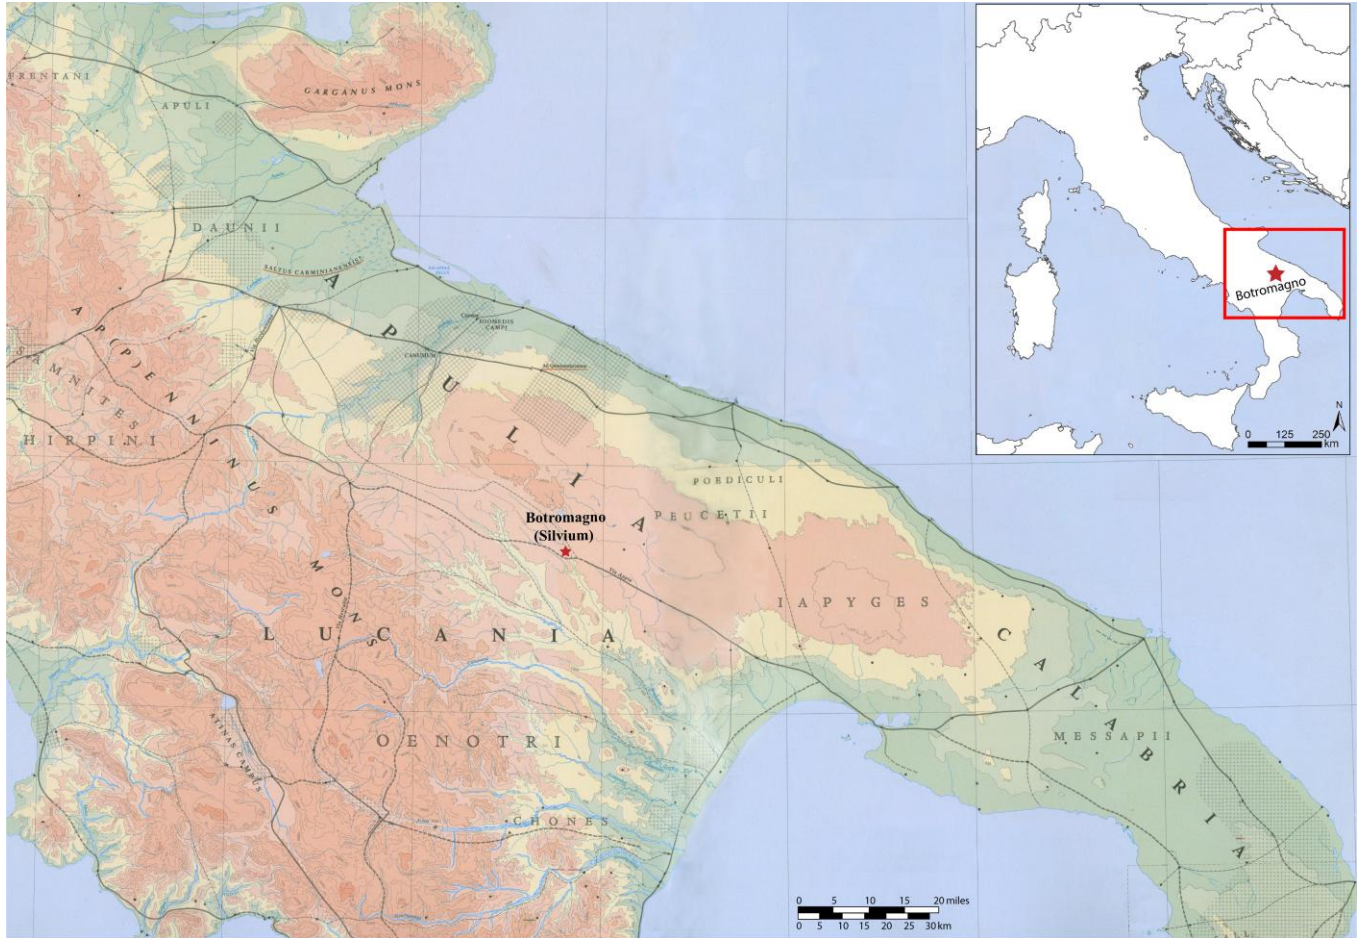 FRENTANI
APULI
GARGANUS MONS
DAUNII
SALTUS CARMINIANENSIS?
APULIA
DIOMEDIS
CAMPI
CANUSIUM
AP(P)ENNINUS MONS
SAMNITES
HIRPINI
POEDICULI
PEUCETII
Botromagno
(Silvium)
Via Appia
IAPYGES
LUCANIA
CALABRIA
OENOTRI
MESSAPII
ATINAS CAMPUS
CHONES
0 5 10 15 20 miles
0 5 10 15 20 25 30 km
Botromagno
N
0 125 250
km